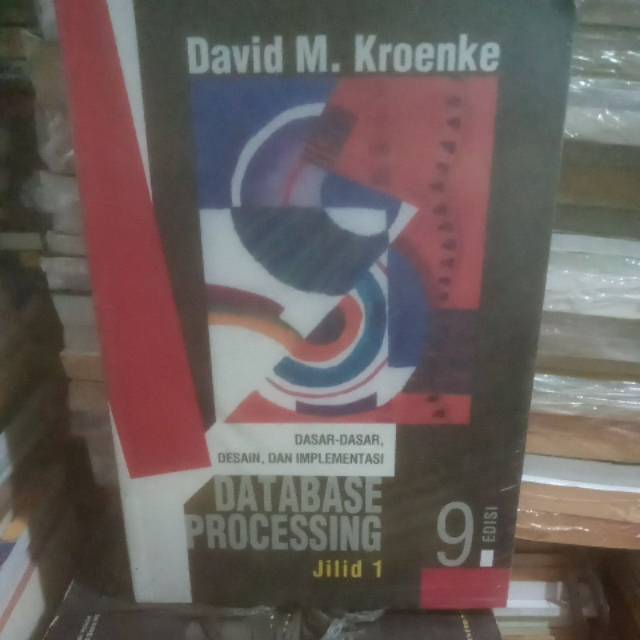 David M. Kroenke
DASAR-DASAR,
DESAIN, DAN IMPLEMENTASI
DATABASE
PROCESSING
Jilid 1
9
EDISI